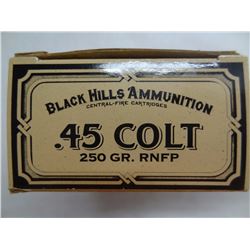 BLACK HILLS AMMUNITION
CENTRAL-FIRE CARTRIDGES
.45 COLT
250 GR. RNFP